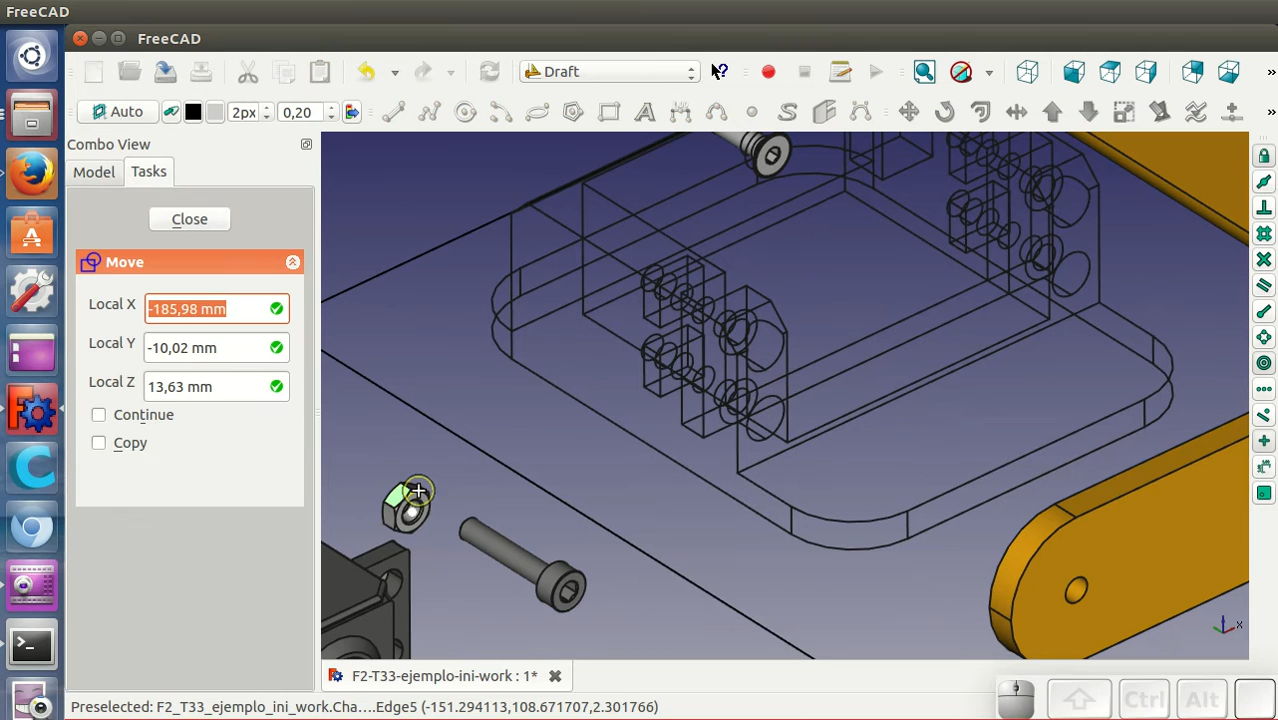 FreeCAD
FreeCAD
Draft
Auto
2px
0,20
Combo View
Model
Tasks
Close
Move
Local X
-185,98 mm
Local Y
-10,02 mm
Local Z
13,63 mm
Continue
Copy
x
F2-T33-ejemplo-ini-work : 1*
Preselected: F2_T33_ejemplo_ini_work.Cha....Edge5 (-151.294113,108.671707,2.301766)
Ctrl
Alt